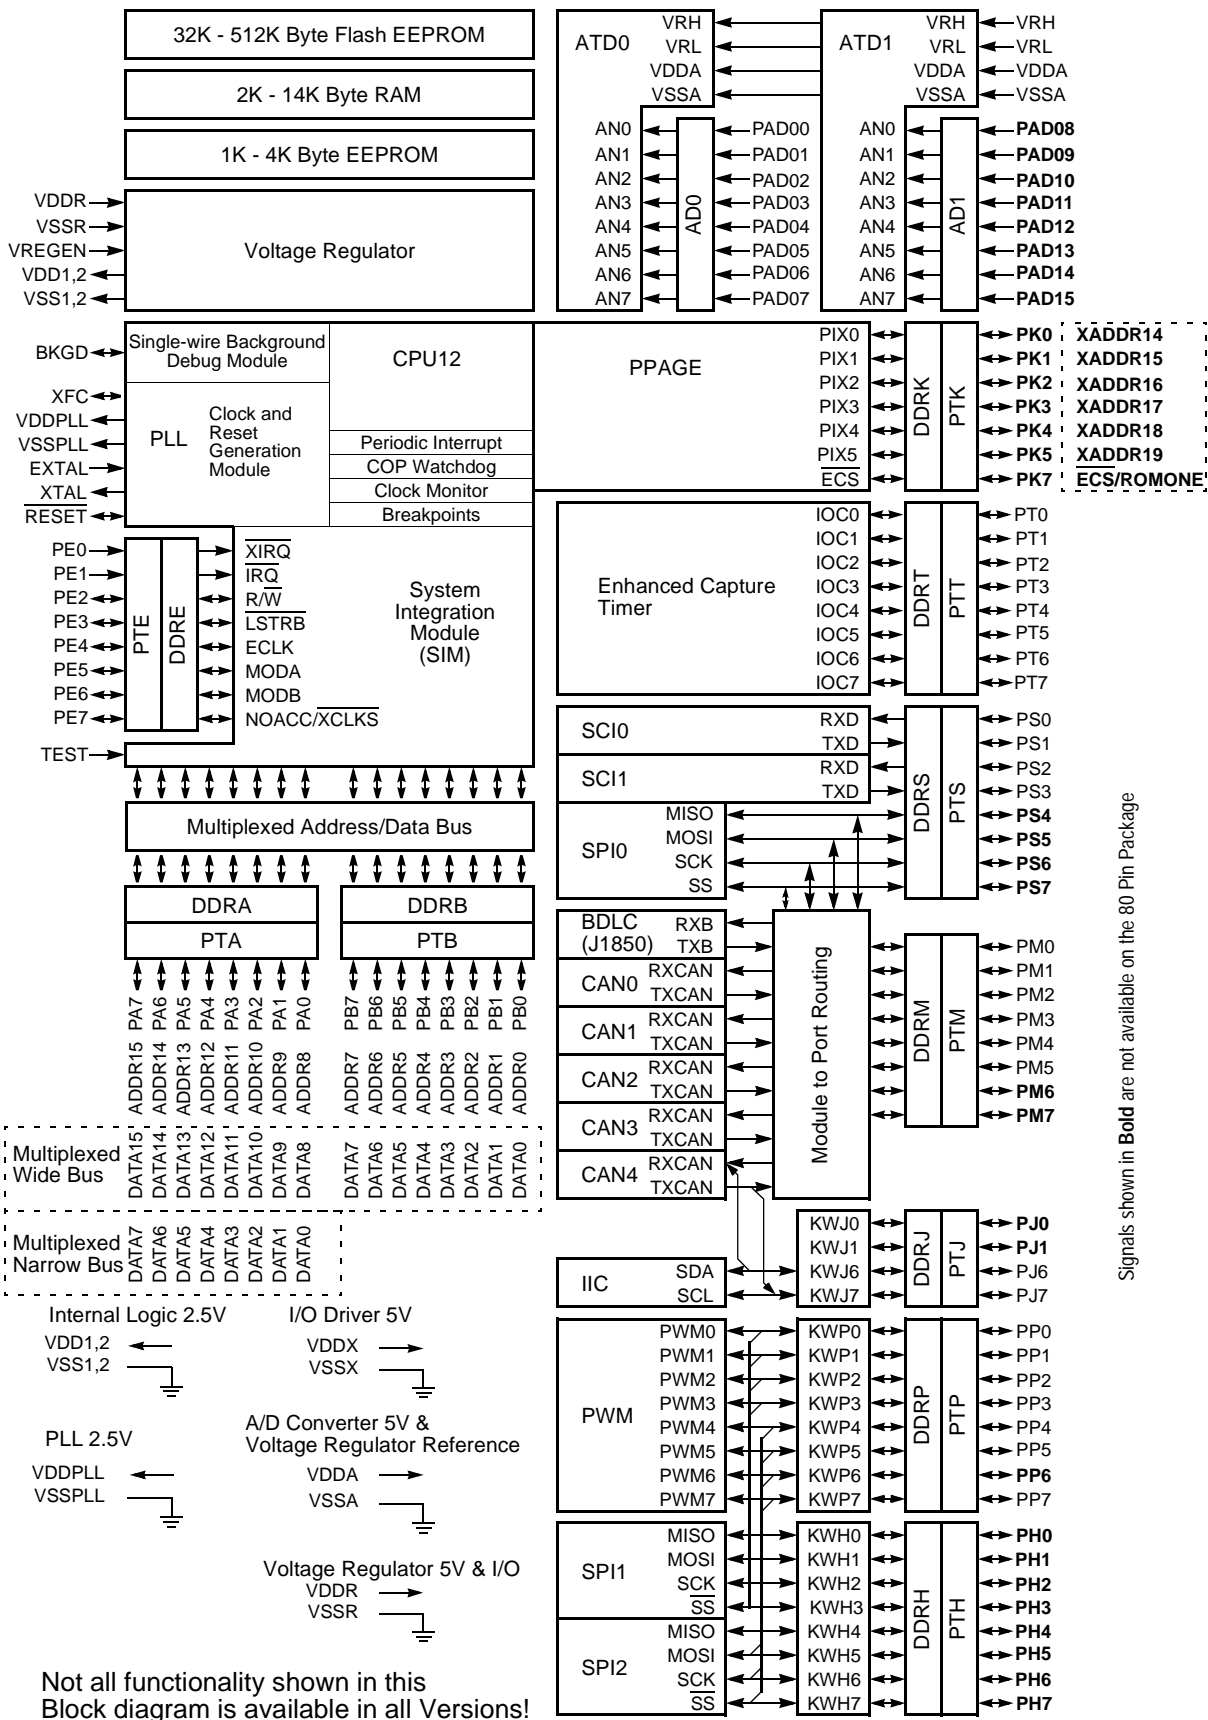 32K - 512K Byte Flash EEPROM
2K - 14K Byte RAM
1K - 4K Byte EEPROM
VDDR
VSSR
VREGEN
VDD1,2
VSS1,2
Voltage Regulator
ATD0
VRH
VRL
VDDA
VSSA
AN0
AN1
AN2
AN3
AN4
AN5
AN6
AN7
AD0
PAD00
PAD01
PAD02
PAD03
PAD04
PAD05
PAD06
PAD07
ATD1
VRH
VRL
VDDA
VSSA
VRH
VRL
VDDA
VSSA
AN0
AN1
AN2
AN3
AN4
AN5
AN6
AN7
AD1
PAD08
PAD09
PAD10
PAD11
PAD12
PAD13
PAD14
PAD15
BKGD
XFC
VDDPLL
VSSPLL
EXTAL
XTAL
RESET
Single-wire Background
Debug Module
CPU12
PLL
Clock and
Reset
Generation
Module
Periodic Interrupt
COP Watchdog
Clock Monitor
Breakpoints
PPAGE
PIX0
PIX1
PIX2
PIX3
PIX4
PIX5
ECS
DDRK
PTK
PK0 XADDR14
PK1 XADDR15
PK2 XADDR16
PK3 XADDR17
PK4 XADDR18
PK5 XADDR19
PK7 ECS/ROMONE
PE0
PE1
PE2
PE3
PE4
PE5
PE6
PE7
TEST
PTE
DDRE
XIRQ
IRQ
R/W
LSTRB
ECLK
MODA
MODB
NOACC/XCLKS
System
Integration
Module
(SIM)
Enhanced Capture
Timer
IOC0
IOC1
IOC2
IOC3
IOC4
IOC5
IOC6
IOC7
DDRT
PTT
PT0
PT1
PT2
PT3
PT4
PT5
PT6
PT7
SCI0
RXD
TXD
SCI1
RXD
TXD
SPI0
MISO
MOSI
SCK
SS
DDRS
PTS
PS0
PS1
PS2
PS3
PS4
PS5
PS6
PS7
Multiplexed Address/Data Bus
DDRA
PTA
DDRB
PTB
PA7 PA6 PA5 PA4 PA3 PA2 PA1 PA0 PB7 PB6 PB5 PB4 PB3 PB2 PB1 PB0
ADDR15 ADDR14 ADDR13 ADDR12 ADDR11 ADDR10 ADDR9 ADDR8 ADDR7 ADDR6 ADDR5 ADDR4 ADDR3 ADDR2 ADDR1 ADDR0
Multiplexed
Wide Bus
DATA15 DATA14 DATA13 DATA12 DATA11 DATA10 DATA9 DATA8 DATA7 DATA6 DATA5 DATA4 DATA3 DATA2 DATA1 DATA0
Multiplexed
Narrow Bus
DATA7 DATA6 DATA5 DATA4 DATA3 DATA2 DATA1 DATA0
BDLC
(J1850)
RXB
TXB
CAN0
RXCAN
TXCAN
CAN1
RXCAN
TXCAN
CAN2
RXCAN
TXCAN
CAN3
RXCAN
TXCAN
CAN4
RXCAN
TXCAN
Module to Port Routing
DDRM
PTM
PM0
PM1
PM2
PM3
PM4
PM5
PM6
PM7
Signals shown in Bold are not available on the 80 Pin Package
IIC
SDA
SCL
KWJ0
KWJ1
KWJ6
KWJ7
DDRJ
PTJ
PJ0
PJ1
PJ6
PJ7
PWM
PWM0
PWM1
PWM2
PWM3
PWM4
PWM5
PWM6
PWM7
KWP0
KWP1
KWP2
KWP3
KWP4
KWP5
KWP6
KWP7
DDRP
PTP
PP0
PP1
PP2
PP3
PP4
PP5
PP6
PP7
SPI1
MISO
MOSI
SCK
SS
SPI2
MISO
MOSI
SCK
SS
KWH0
KWH1
KWH2
KWH3
KWH4
KWH5
KWH6
KWH7
DDRH
PTH
PH0
PH1
PH2
PH3
PH4
PH5
PH6
PH7
Internal Logic 2.5V
VDD1,2
VSS1,2
I/O Driver 5V
VDDX
VSSX
PLL 2.5V
VDDPLL
VSSPLL
A/D Converter 5V &
Voltage Regulator Reference
VDDA
VSSA
Voltage Regulator 5V & I/O
VDDR
VSSR
Not all functionality shown in this
Block diagram is available in all Versions!